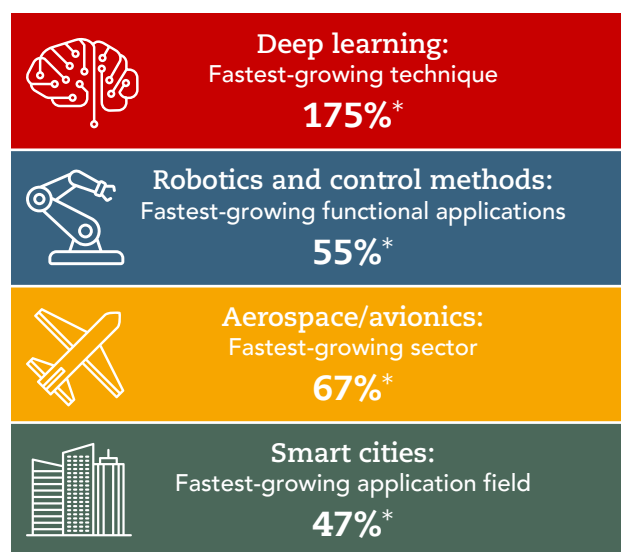 Deep learning:
Fastest-growing technique
175%*
Robotics and control methods:
Fastest-growing functional applications
55%*
Aerospace/avionics:
Fastest-growing sector
67%*
Smart cities:
Fastest-growing application field
47%*